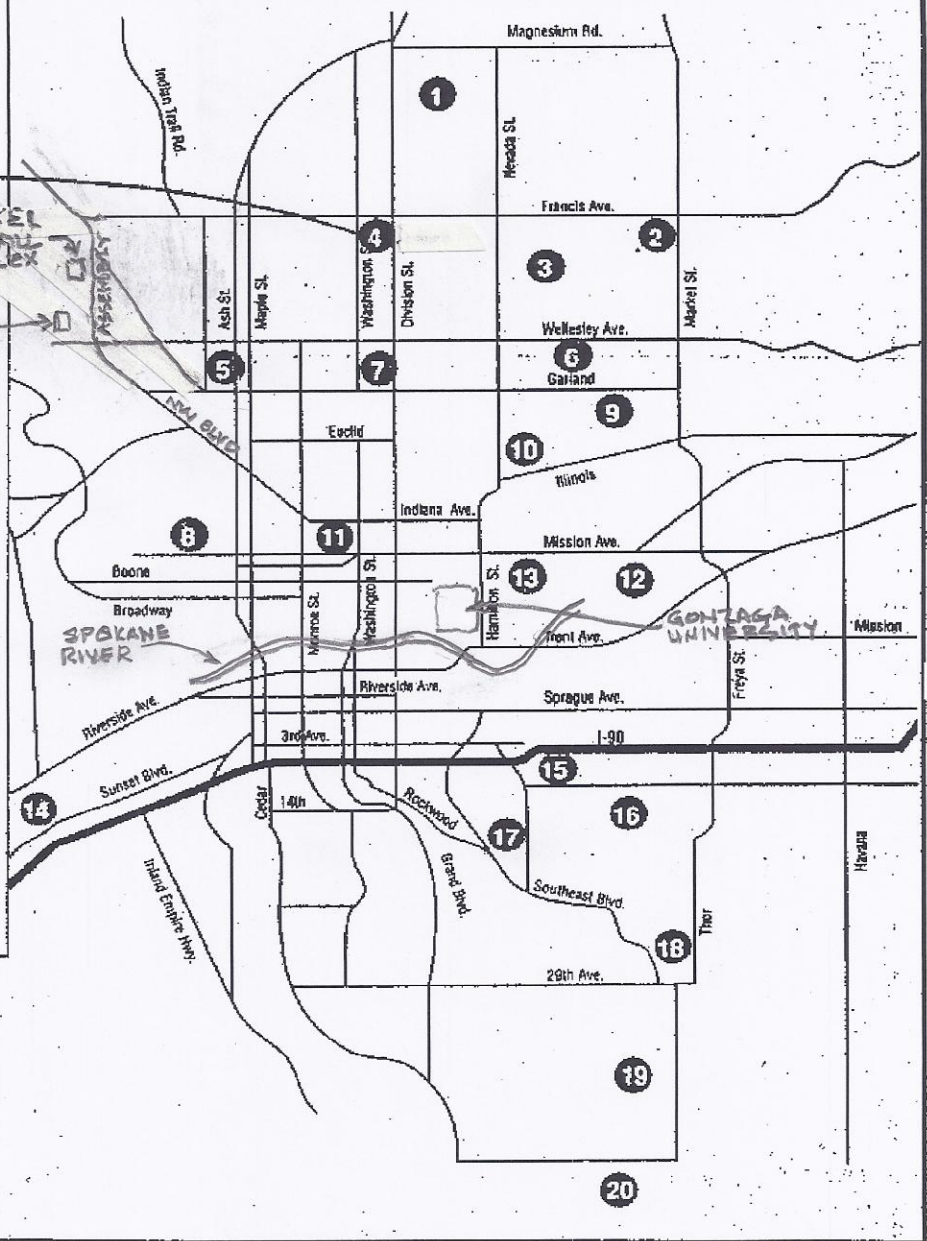 Magnesium Rd.
1
Indian Trail Rd.
Nevada St.
Francis Ave.
4
2
3
ASSEMBLY
Ash St.
Maple St.
Washington S
Division St.
Market St.
Wellesley Ave.
5
7
6
Garland
9
NW BLVD
Euclid
10
Illinois
Indiana Ave.
8
11
Mission Ave.
Boone
13
12
Broadway
Monroe St.
Washington St.
Hamilton St.
GONZAGA
UNIVERSITY
SPOKANE
RIVER
Trent Ave.
Mission
Freya St.
Riverside Ave.
Riverside Ave.
Sprague Ave.
3rd Ave.
I-90
15
Sunset Blvd.
14
Cedar
14th
Rockwood
16
17
Grand Blvd.
Havana
Inland Empire Hwy.
Southeast Blvd.
Thor
18
29th Ave.
19
20